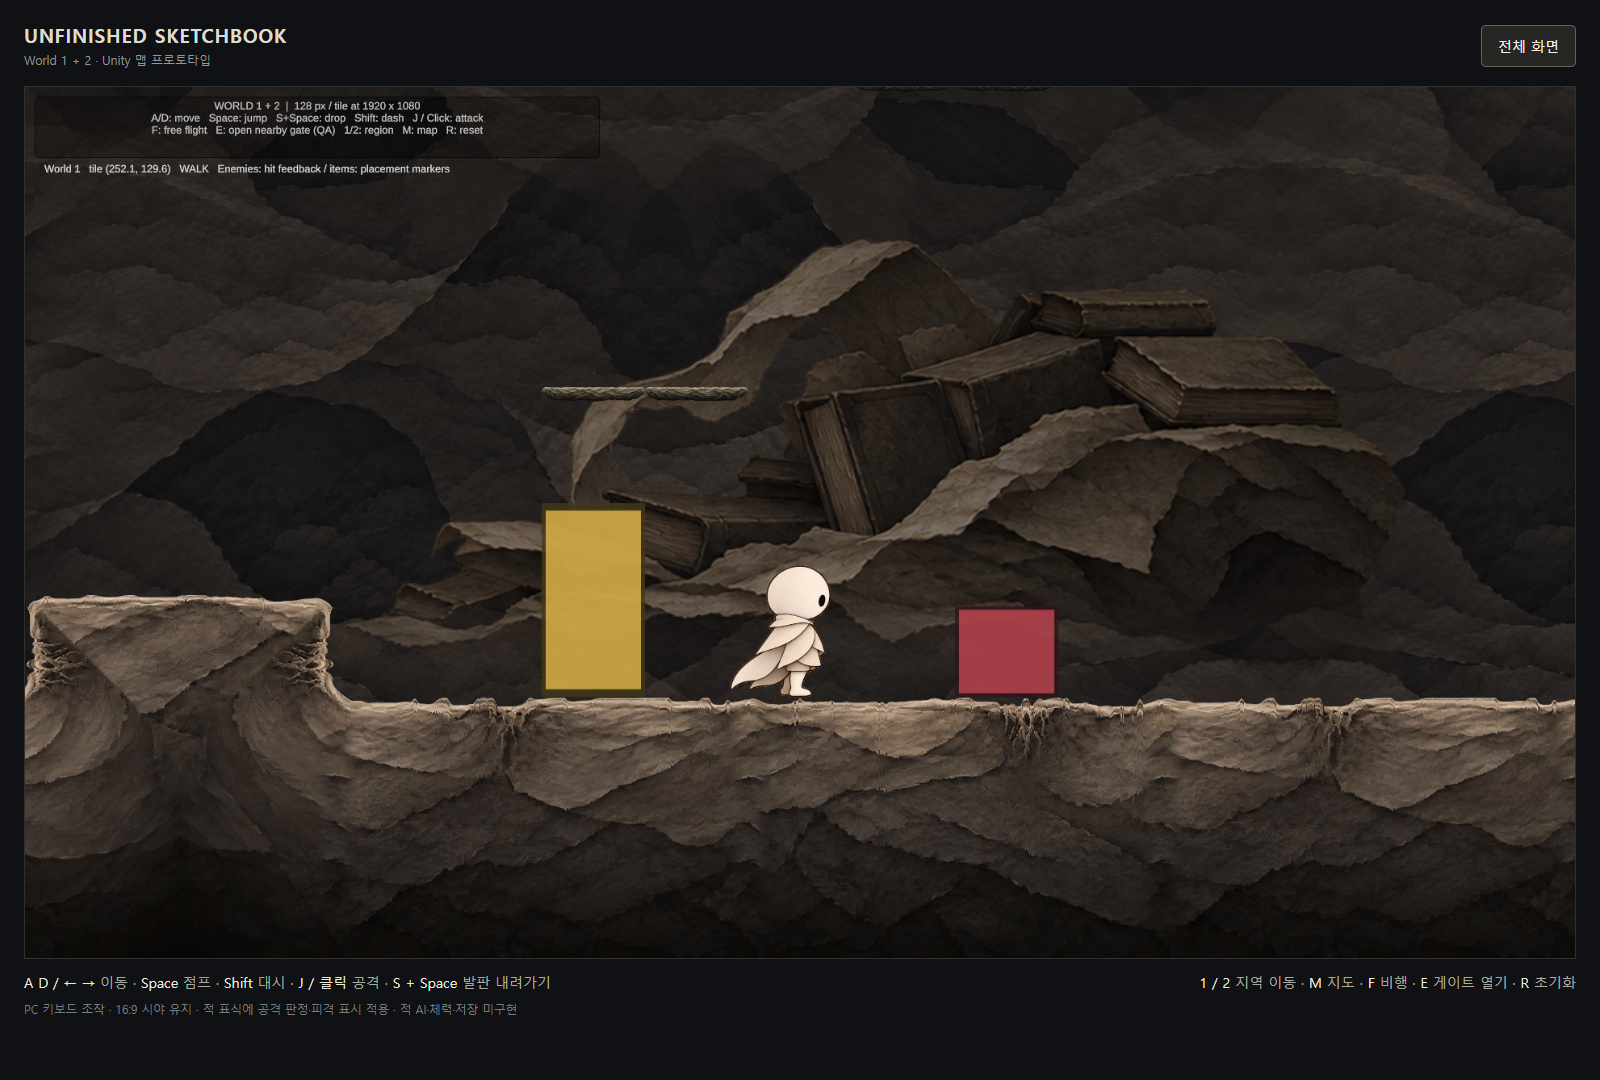 UNFINISHED SKETCHBOOK
World 1 + 2 · Unity 맵 프로토타입
전체 화면
WORLD 1 + 2 | 128 px / tile at 1920 x 1080
A/D: move Space: jump S+Space: drop Shift: dash J / Click: attack
F: free flight E: open nearby gate (QA) 1/2: region M: map R: reset
World 1 tile (252.1, 129.6) WALK Enemies: hit feedback / items: placement markers
A D / ← → 이동 · Space 점프 · Shift 대시 · J / 클릭 공격 · S + Space 발판 내려가기
1 / 2 지역 이동 · M 지도 · F 비행 · E 게이트 열기 · R 초기화
PC 키보드 조작 · 16:9 시야 유지 · 적 표식에 공격 판정·피격 표시 적용 · 적 AI·체력·저장 미구현